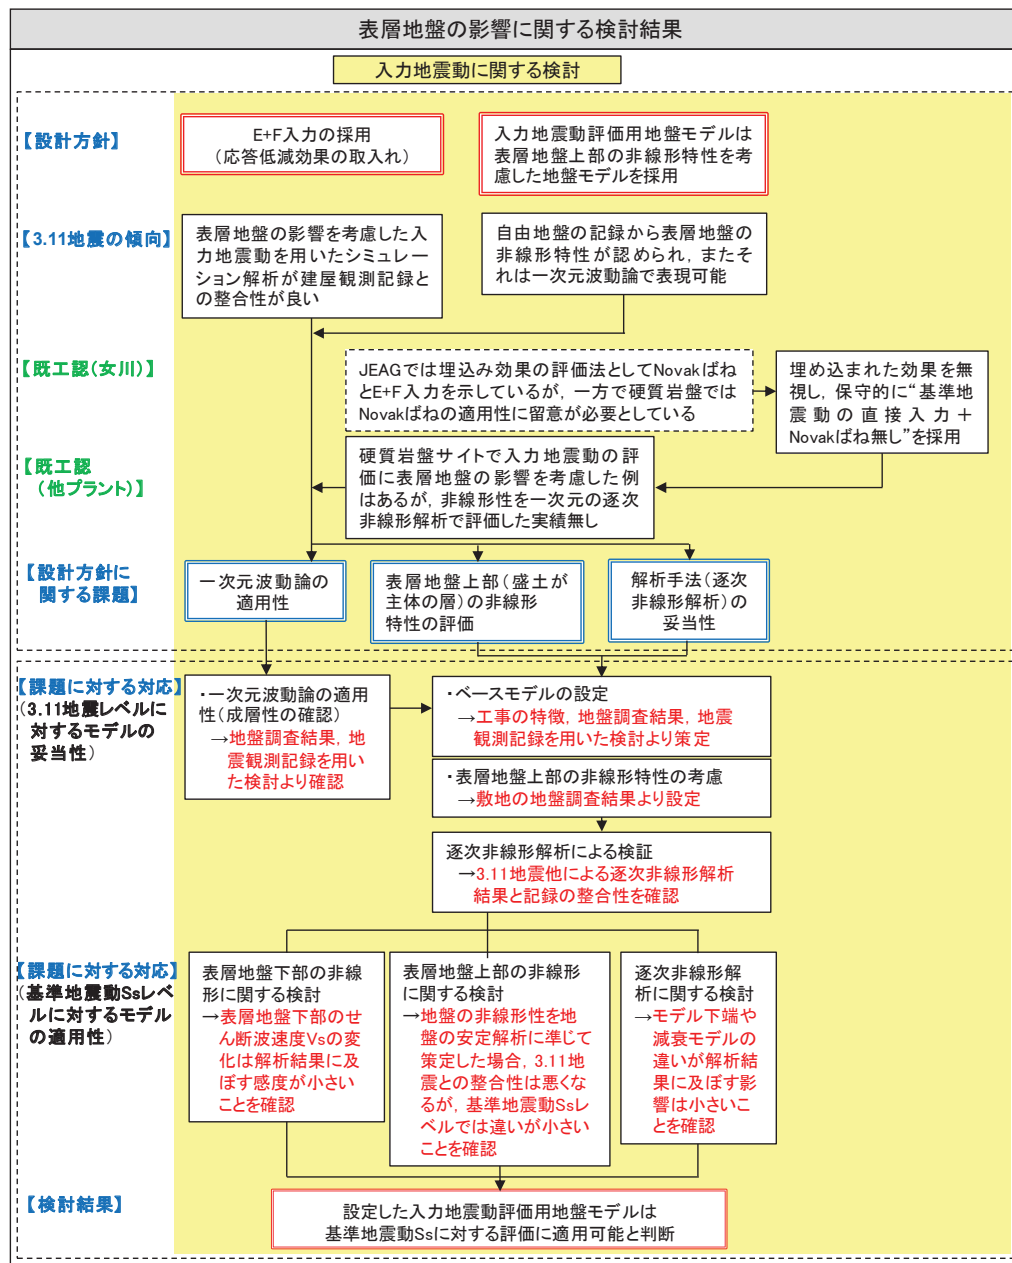 表層地盤の影響に関する検討結果
入力地震動に関する検討
【設計方針】
E+F入力の採用
（応答低減効果の取入れ）
入力地震動評価用地盤モデルは
表層地盤上部の非線形特性を考
慮した地盤モデルを採用
【3.11地震の傾向】
表層地盤の影響を考慮した入
力地震動を用いたシミュレー
ション解析が建屋観測記録と
の整合性が良い
自由地盤の記録から表層地盤の
非線形特性が認められ，またそ
れは一次元波動論で表現可能
【既工認（女川）】
JEAGでは埋込み効果の評価法としてNovakばね
とE+F入力を示しているが，一方で硬質岩盤では
Novakばねの適用性に留意が必要としている
埋め込まれた効果を無
視し，保守的に“基準地
震動の直接入力＋
Novakばね無し”を採用
【既工認
（他プラント）】
硬質岩盤サイトで入力地震動の評
価に表層地盤の影響を考慮した例
はあるが，非線形性を一次元の逐次
非線形解析で評価した実績無し
【設計方針に
関する課題】
一次元波動論の
適用性
表層地盤上部（盛土が
主体の層）の非線形
特性の評価
解析手法（逐次
非線形解析）の
妥当性
【課題に対する対応】
（3.11地震レベルに
対するモデルの
妥当性）
・一次元波動論の適用
性（成層性の確認）
→地盤調査結果，地
震観測記録を用い
た検討より確認
・ベースモデルの設定
→工事の特徴，地盤調査結果，地震
観測記録を用いた検討より策定
・表層地盤上部の非線形特性の考慮
→敷地の地盤調査結果より設定
逐次非線形解析による検証
→3.11地震他による逐次非線形解析
結果と記録の整合性を確認
【課題に対する対応】
（基準地震動Ssレベ
ルに対するモデル
の適用性）
表層地盤下部の非線
形に関する検討
→表層地盤下部のせ
ん断波速度Vsの変
化は解析結果に及
ぼす感度が小さい
ことを確認
表層地盤上部の非線形
に関する検討
→地盤の非線形性を地
盤の安定解析に準じて
策定した場合，3.11地
震との整合性は悪くな
るが，基準地震動Ssレ
ベルでは違いが小さい
ことを確認
逐次非線形解
析に関する検討
→モデル下端や
減衰モデルの
違いが解析結
果に及ぼす影
響は小さいこ
とを確認
【検討結果】
設定した入力地震動評価用地盤モデルは
基準地震動Ssに対する評価に適用可能と判断